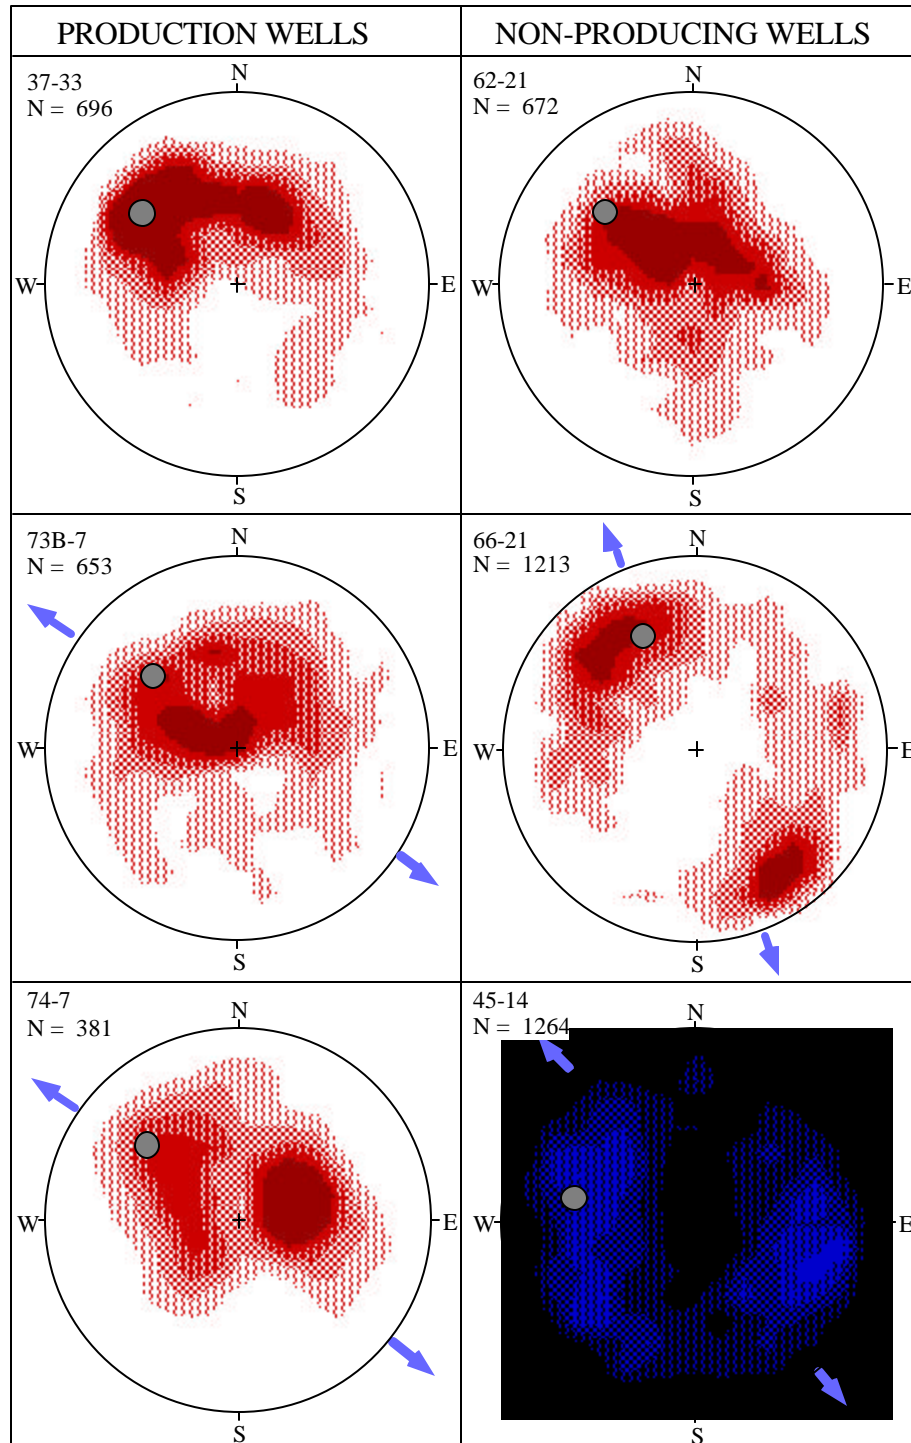 PRODUCTION WELLS
NON-PRODUCING WELLS
37-33
N = 696
N
W
E
S
62-21
N = 672
N
W
E
S
73B-7
N = 653
N
W
E
S
66-21
N = 1213
N
W
E
S
74-7
N = 381
N
W
E
S
45-14
N = 1264
N
W
E
S